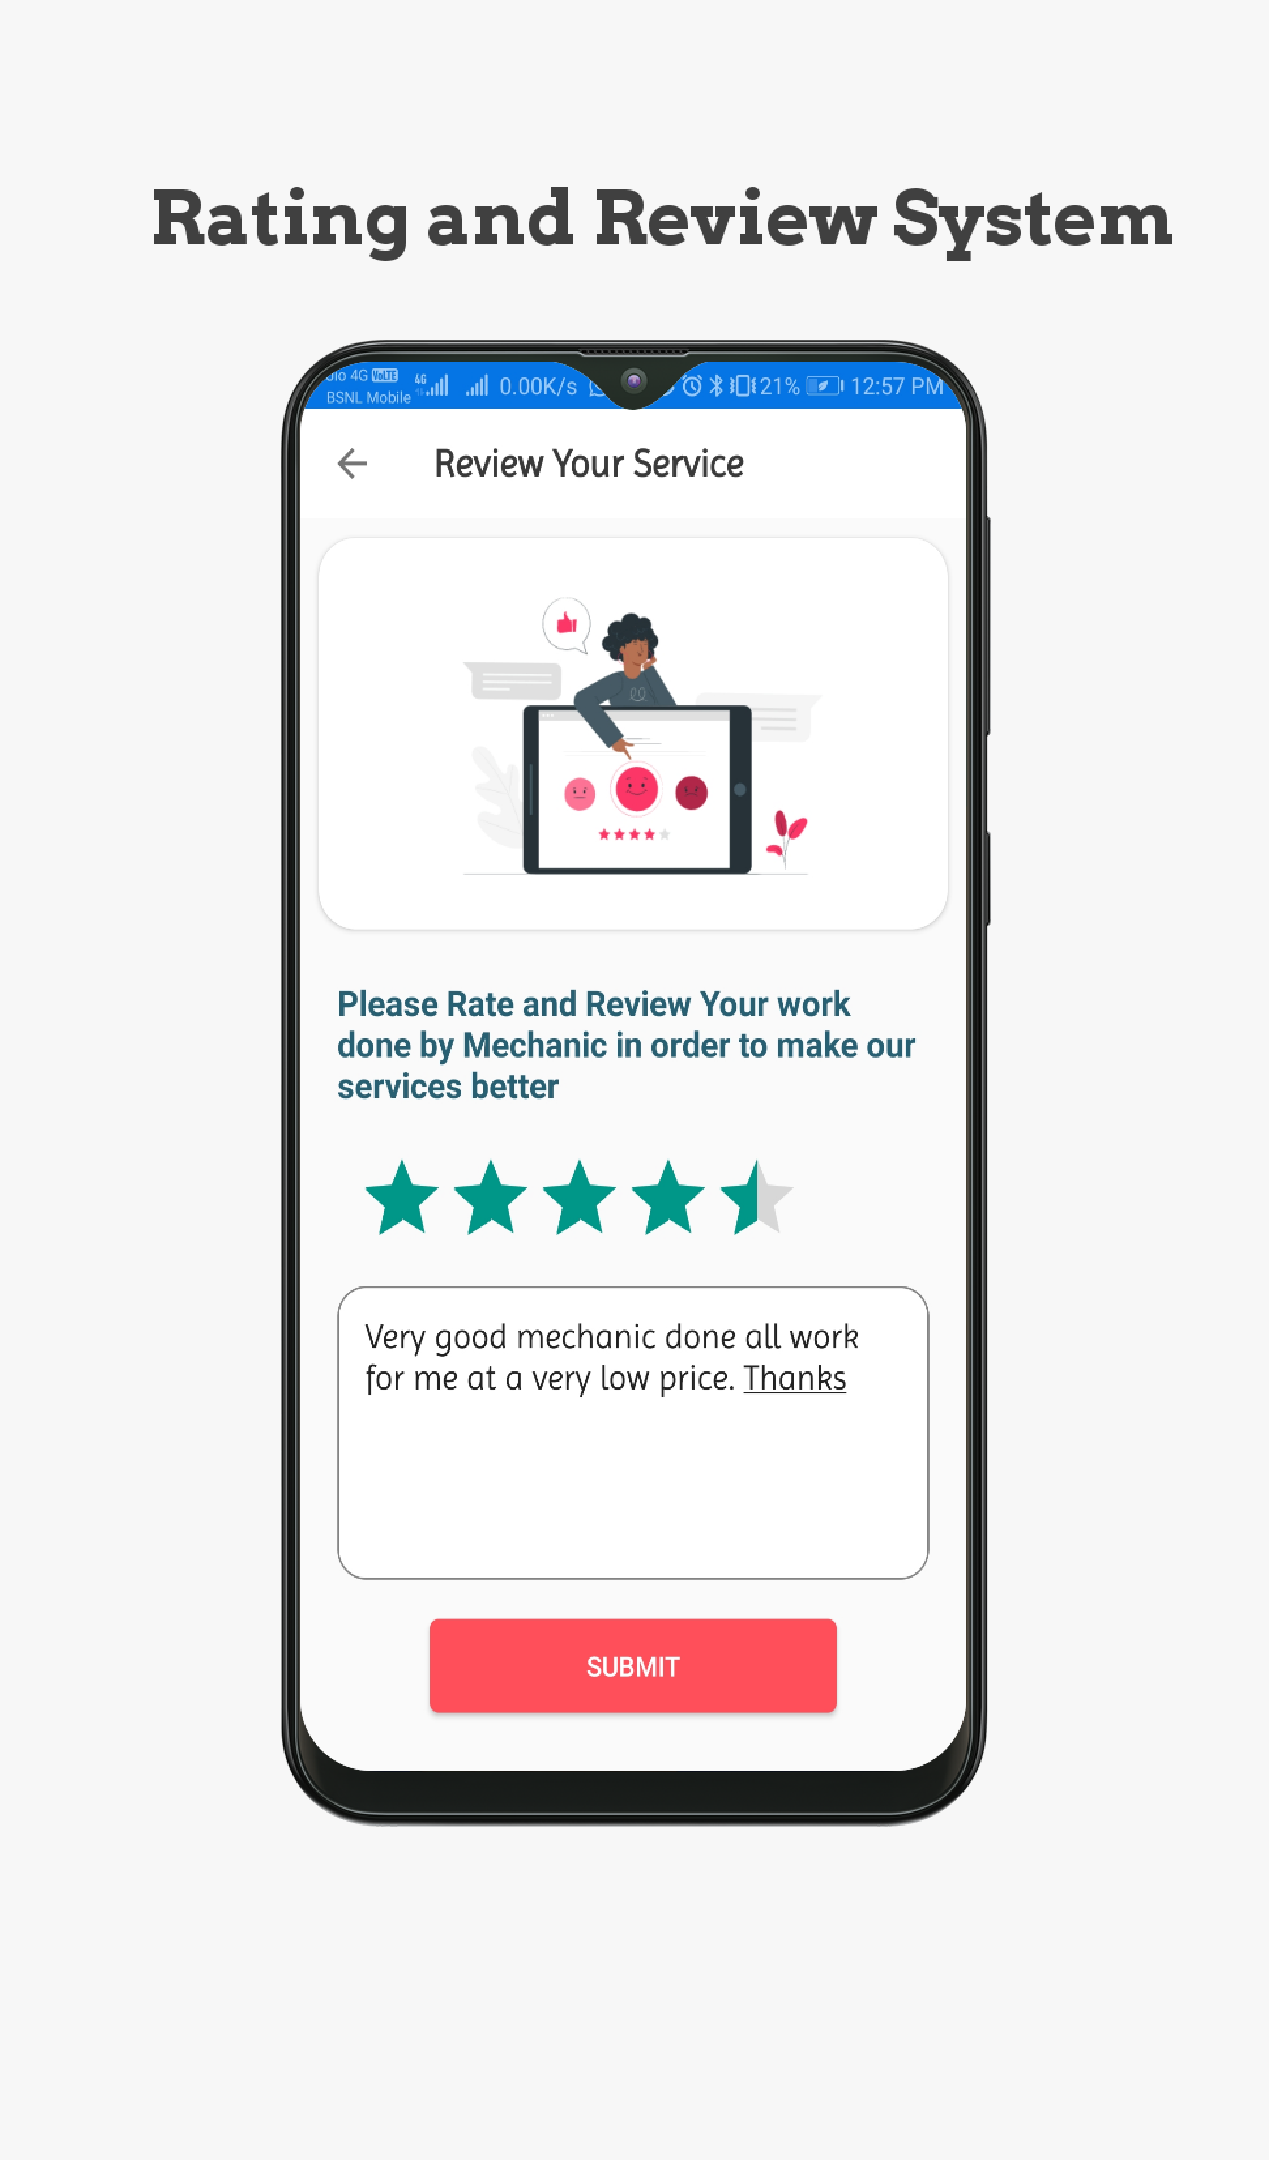 Rating and Review System
4G VoLTE
4G 0.00K/s 21% 12:57 PM
BSNL Mobile
Review Your Service
Please Rate and Review Your work
done by Mechanic in order to make our
services better
Very good mechanic done all work
for me at a very low price. Thanks
SUBMIT